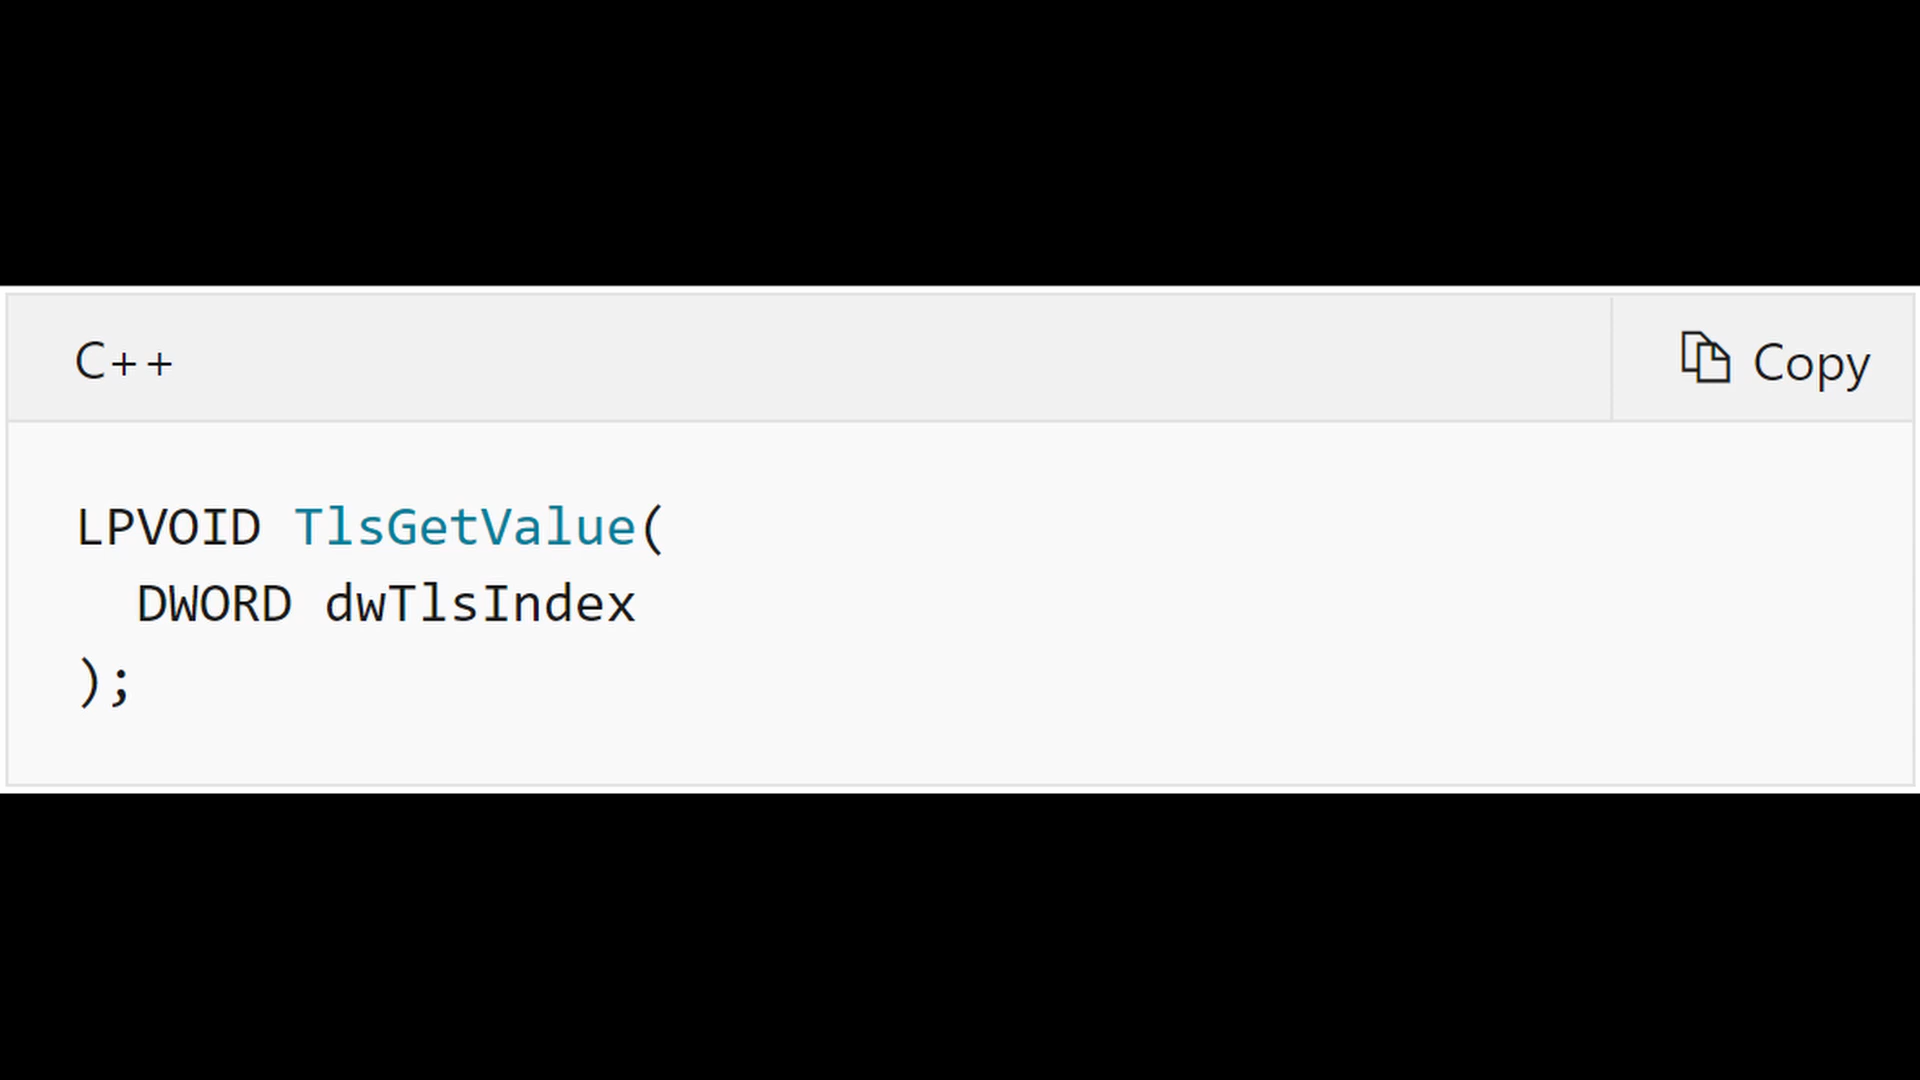 C++
Copy
LPVOID TlsGetValue(
  DWORD dwTlsIndex
);